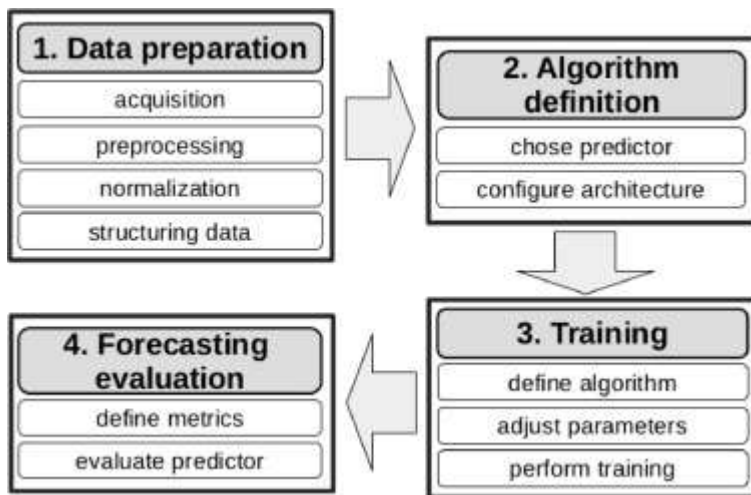 1. Data preparation
acquisition
preprocessing
normalization
structuring data
2. Algorithm
definition
chose predictor
configure architecture
3. Training
define algorithm
adjust parameters
perform training
4. Forecasting
evaluation
define metrics
evaluate predictor